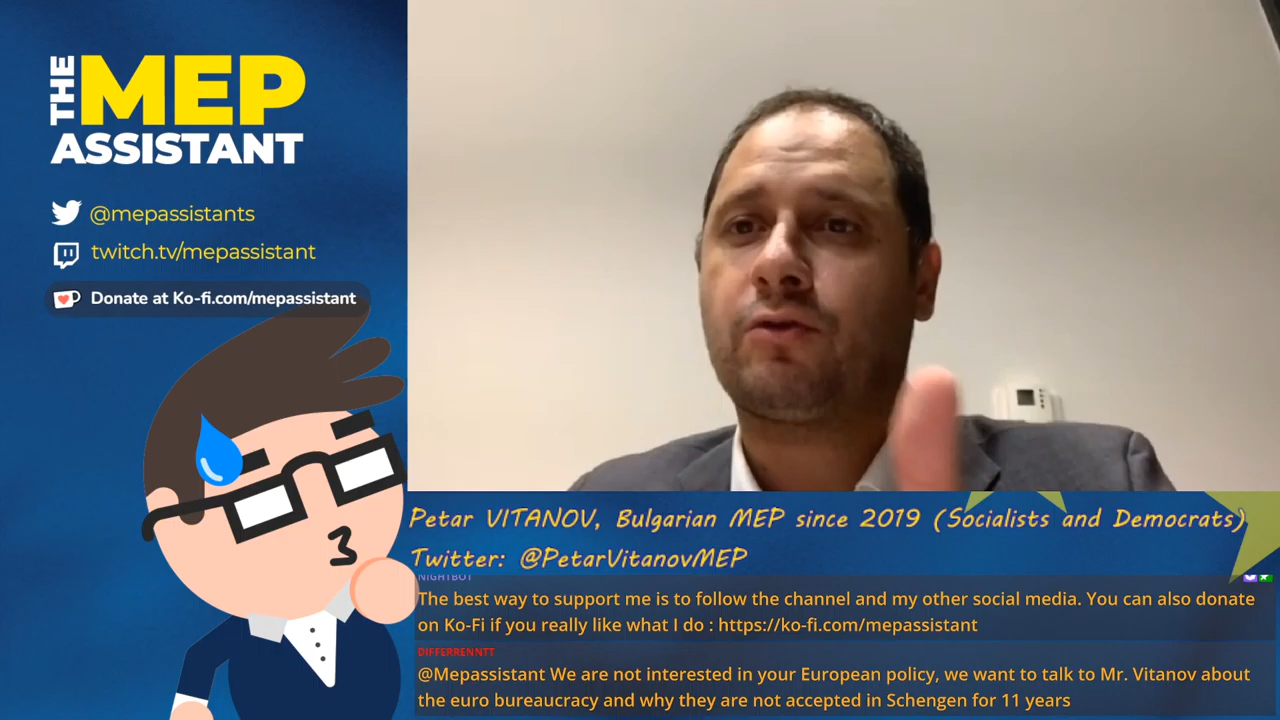 THE
MEP
ASSISTANT
@mepassistants
twitch.tv/mepassistant
Donate at Ko-fi.com/mepassistant
Petar VITANOV, Bulgarian MEP since 2019 (Socialists and Democrats)
Twitter: @PetarVitanovMEP
NIGHTBOT
The best way to support me is to follow the channel and my other social media. You can also donate
on Ko-Fi if you really like what I do : https://ko-fi.com/mepassistant
DIFFERRENNTT
@Mepassistant We are not interested in your European policy, we want to talk to Mr. Vitanov about
the euro bureaucracy and why they are not accepted in Schengen for 11 years